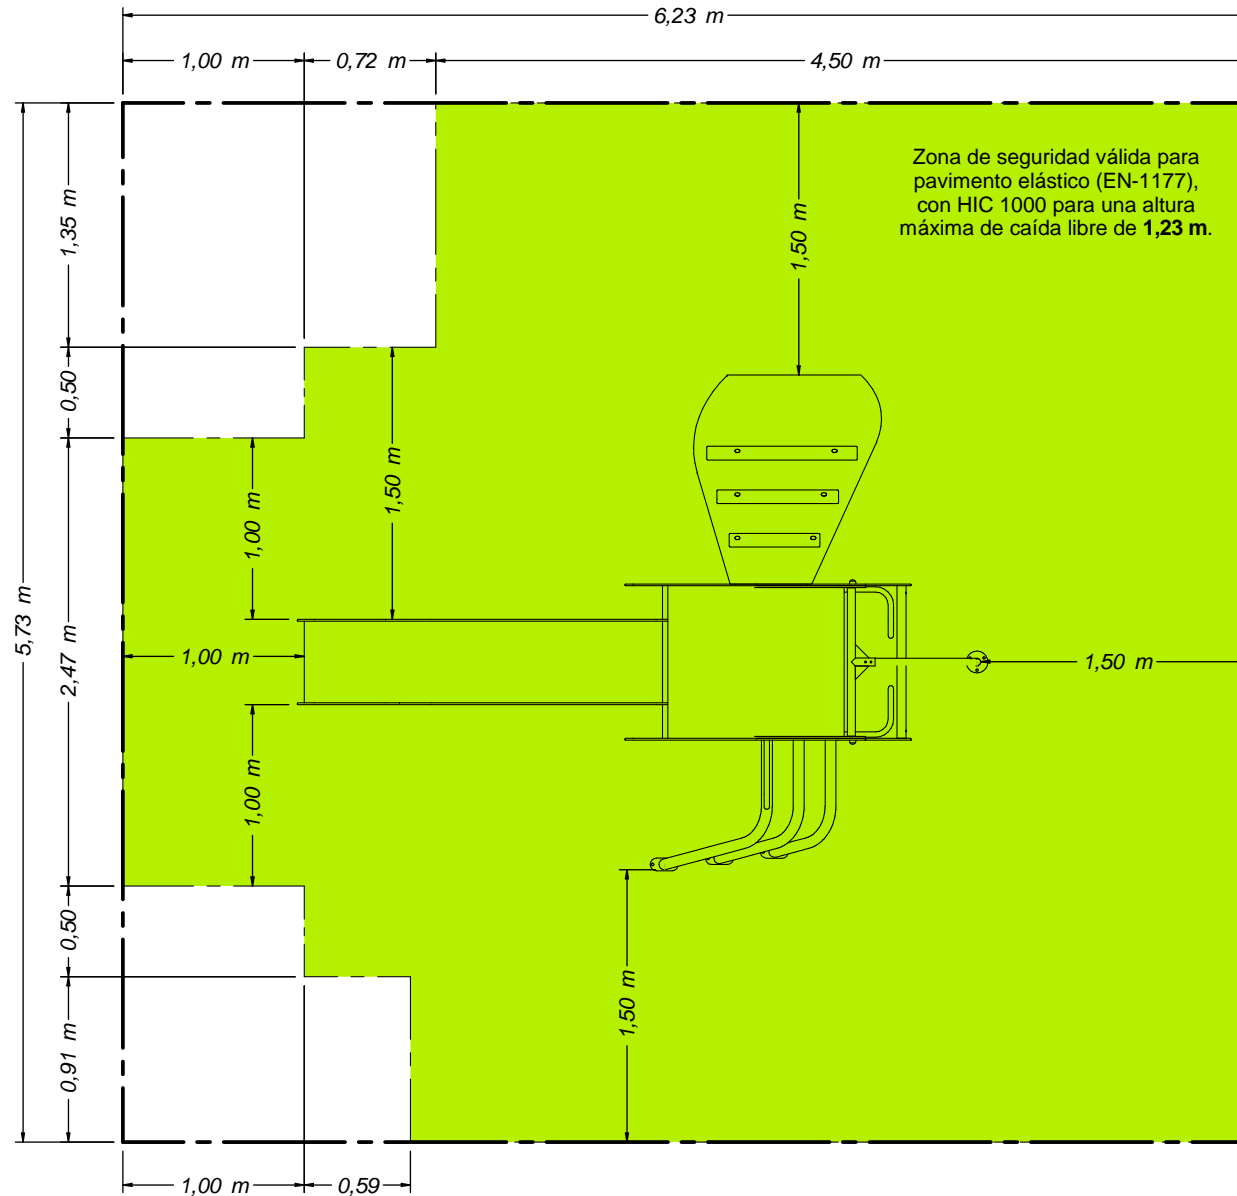 6,23 m
1,00 m
0,72 m
4,50 m
Zona de seguridad válida para
pavimento elástico (EN-1177),
con HIC 1000 para una altura
máxima de caída libre de 1,23 m.
1,35 m
1,50 m
0,50
1,00 m
1,50 m
5,73 m
2,47 m
1,00 m
1,50 m
1,00 m
0,50
1,50 m
0,91 m
1,00 m
0,59